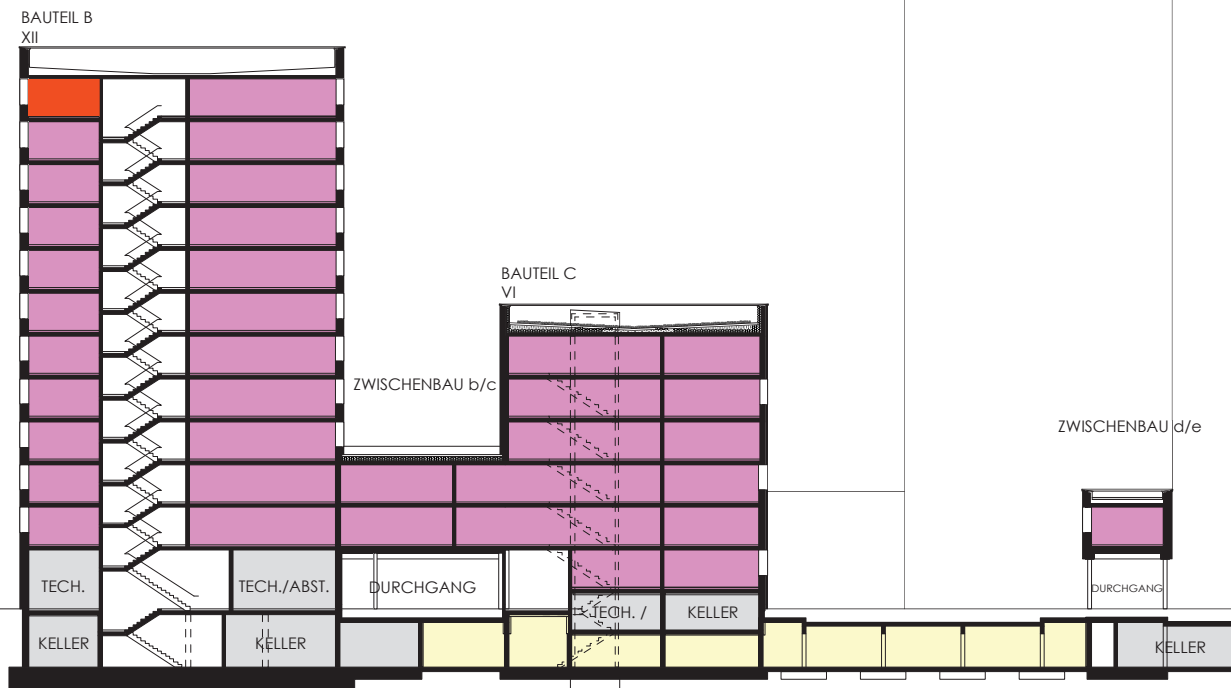 BAUTEIL B
XII
BAUTEIL C
VI
ZWISCHENBAU b/c
ZWISCHENBAU d/e
TECH.
TECH./ABST.
DURCHGANG
DURCHGANG
TECH. /
KELLER
KELLER
KELLER
KELLER